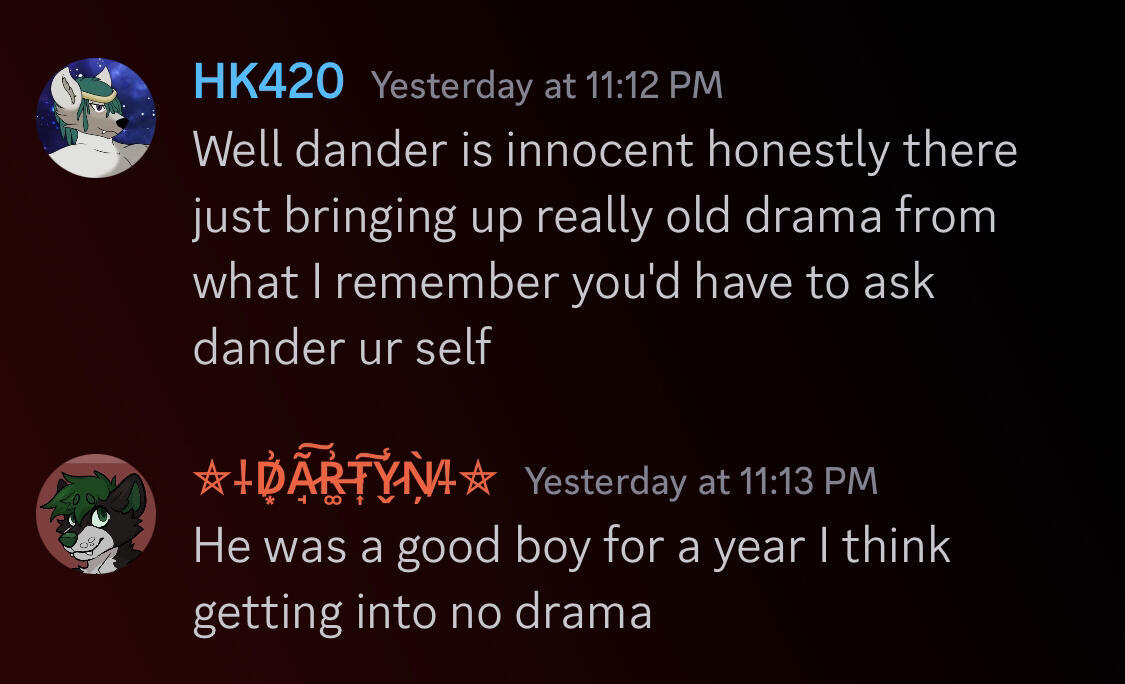 HK420 Yesterday at 11:12 PM
Well dander is innocent honestly there
just bringing up really old drama from
what I remember you'd have to ask
dander ur self
⛤⸸DARTYN⸸⛤ Yesterday at 11:13 PM
He was a good boy for a year I think
getting into no drama